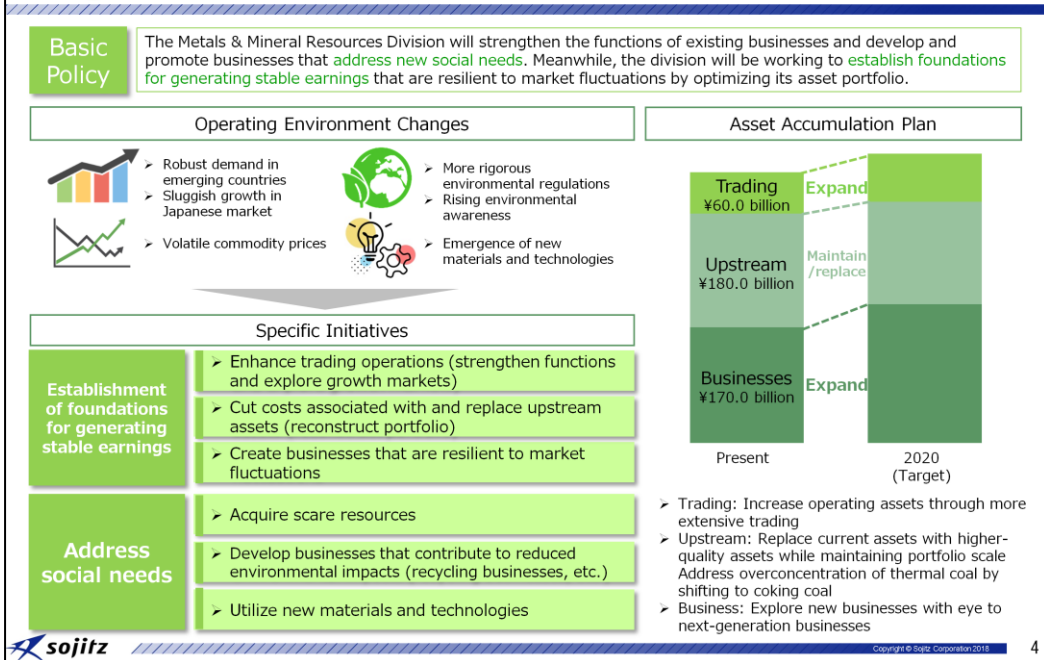 Basic
Policy
The Metals & Mineral Resources Division will strengthen the functions of existing businesses and develop and
promote businesses that address new social needs. Meanwhile, the division will be working to establish foundations
for generating stable earnings that are resilient to market fluctuations by optimizing its asset portfolio.
Operating Environment Changes
➢ Robust demand in
emerging countries
➢ Sluggish growth in
Japanese market
➢ Volatile commodity prices
➢ More rigorous
environmental regulations
➢ Rising environmental
awareness
➢ Emergence of new
materials and technologies
Specific Initiatives
Establishment
of foundations
for generating
stable earnings
➢ Enhance trading operations (strengthen functions
and explore growth markets)
➢ Cut costs associated with and replace upstream
assets (reconstruct portfolio)
➢ Create businesses that are resilient to market
fluctuations
Address
social needs
➢ Acquire scare resources
➢ Develop businesses that contribute to reduced
environmental impacts (recycling businesses, etc.)
➢ Utilize new materials and technologies
Asset Accumulation Plan
Trading
¥60.0 billion
Expand
Upstream
¥180.0 billion
Maintain
/replace
Businesses
¥170.0 billion
Expand
Present
2020
(Target)
➢ Trading: Increase operating assets through more
extensive trading
➢ Upstream: Replace current assets with higher-
quality assets while maintaining portfolio scale
Address overconcentration of thermal coal by
shifting to coking coal
➢ Business: Explore new businesses with eye to
next-generation businesses
sojitz
Copyright © Sojitz Corporation 2018
4